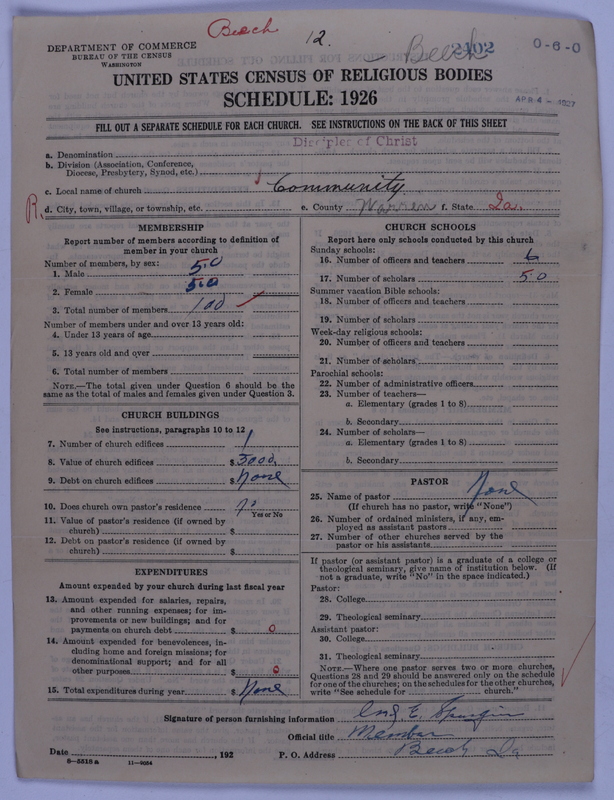 Beech
12.
DEPARTMENT OF COMMERCE
BUREAU OF THE CENSUS
WASHINGTON
Beech
2402
0-6-0
UNITED STATES CENSUS OF RELIGIOUS BODIES
SCHEDULE: 1926
APR 4 - 1927
FILL OUT A SEPARATE SCHEDULE FOR EACH CHURCH. SEE INSTRUCTIONS ON THE BACK OF THIS SHEET
a. Denomination Disciples of Christ
b. Division (Association, Conference,
Diocese, Presbytery, Synod, etc.)
c. Local name of church Community
R. d. City, town, village, or township, etc. e. County Warren f. State Ia.
MEMBERSHIP
Report number of members according to definition of
member in your church
Number of members, by sex:
1. Male 50
2. Female 50
3. Total number of members 100
Number of members under and over 13 years old:
4. Under 13 years of age
5. 13 years old and over
6. Total number of members
NOTE.—The total given under Question 6 should be the
same as the total of males and females given under Question 3.
CHURCH BUILDINGS
See instructions, paragraphs 10 to 12
7. Number of church edifices 1
8. Value of church edifices $ 3000.
9. Debt on church edifices $ None
10. Does church own pastor's residence no
Yes or No
11. Value of pastor's residence (if owned by
church) $
12. Debt on pastor's residence (if owned by
church) $
EXPENDITURES
Amount expended by your church during last fiscal year
13. Amount expended for salaries, repairs,
and other running expenses; for im-
provements or new buildings; and for
payments on church debt $ 0
14. Amount expended for benevolences, in-
cluding home and foreign missions; for
denominational support; and for all
other purposes $ 0
15. Total expenditures during year $ None
CHURCH SCHOOLS
Report here only schools conducted by this church
Sunday schools:
16. Number of officers and teachers 6
17. Number of scholars 50
Summer vacation Bible schools:
18. Number of officers and teachers
19. Number of scholars
Week-day religious schools:
20. Number of officers and teachers
21. Number of scholars
Parochial schools:
22. Number of administrative officers
23. Number of teachers—
a. Elementary (grades 1 to 8)
b. Secondary
24. Number of scholars—
a. Elementary (grades 1 to 8)
b. Secondary
PASTOR
25. Name of pastor None
(If church has no pastor, write "None")
26. Number of ordained ministers, if any, em-
ployed as assistant pastors
27. Number of other churches served by the
pastor or his assistants
If pastor (or assistant pastor) is a graduate of a college or
theological seminary, give name of institution below. (If
not a graduate, write "No" in the space indicated.)
Pastor:
28. College
29. Theological seminary
Assistant pastor:
30. College
31. Theological seminary
NOTE.—Where one pastor serves two or more churches,
Questions 28 and 29 should be answered only on the schedule
for one of the churches; on the schedules for the other churches,
write "See schedule for church."
Signature of person furnishing information E. Spurgin
Official title Member
Date , 192 P. O. Address Beech Ia
8-5518 a 11-9034